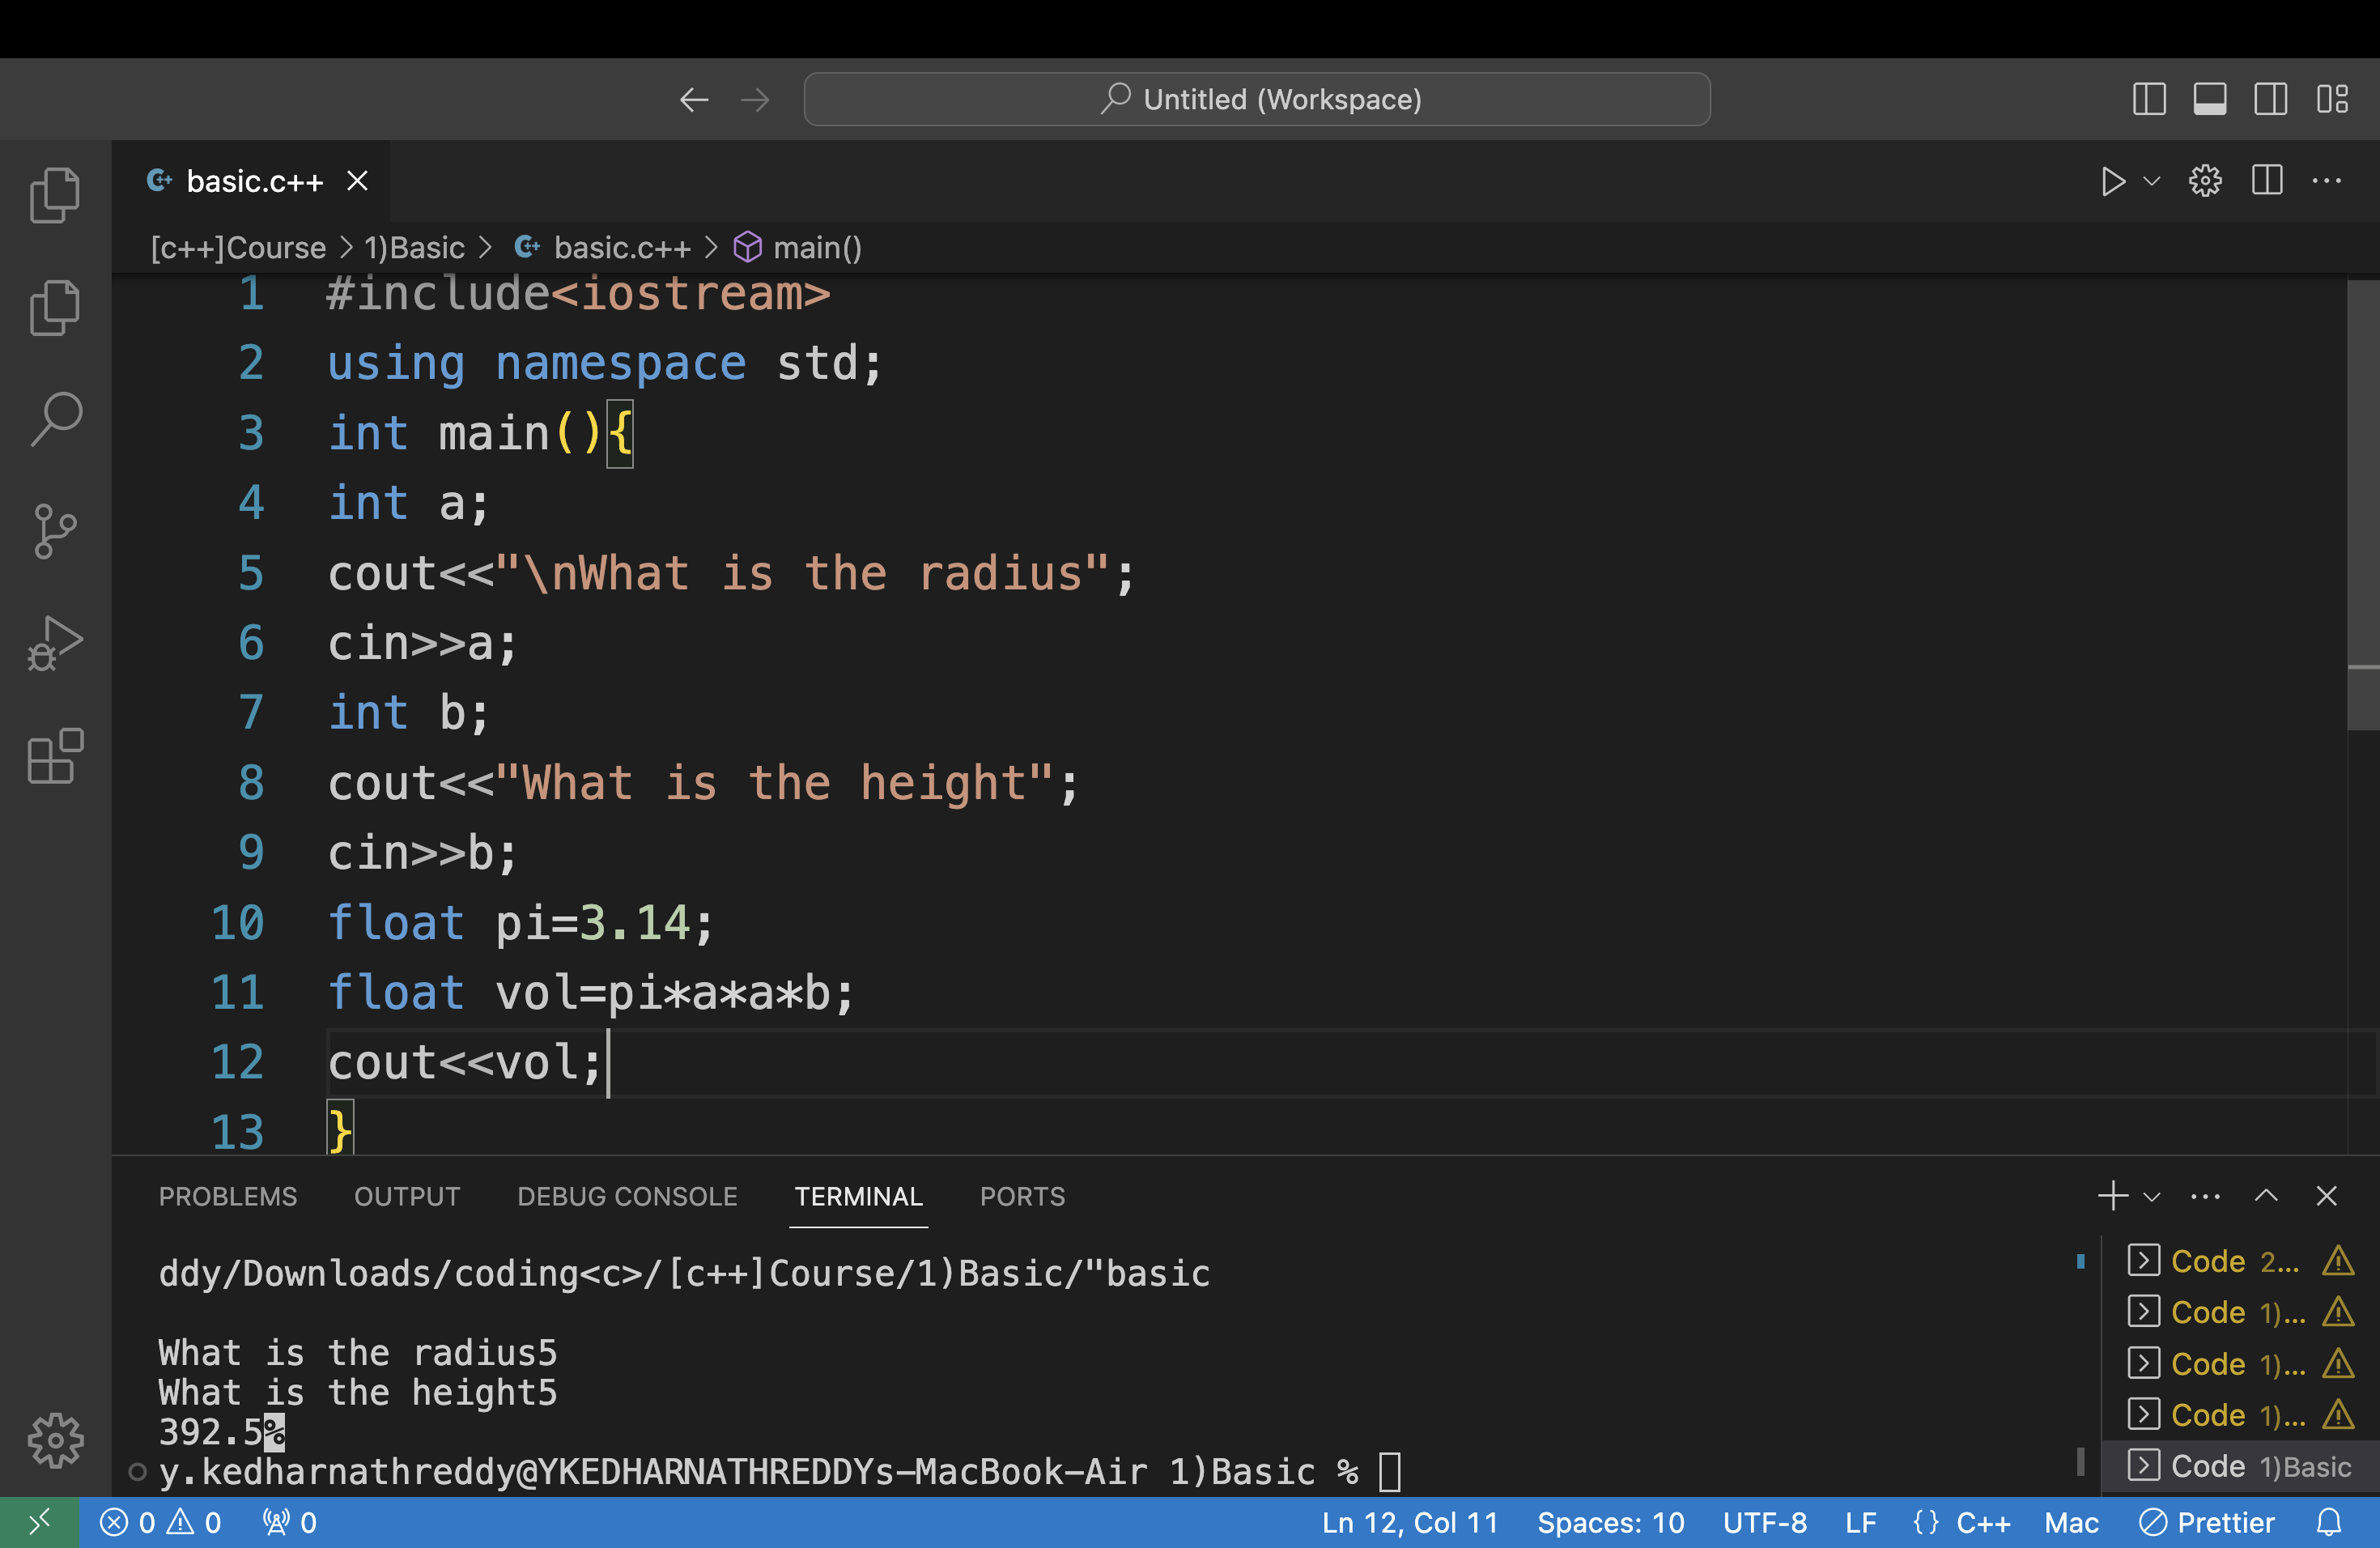 Untitled (Workspace)
basic.c++
[c++]Course > 1)Basic > basic.c++ > main()
1 #include<iostream>
2 using namespace std;
3 int main(){
4 int a;
5 cout<<"\nWhat is the radius";
6 cin>>a;
7 int b;
8 cout<<"What is the height";
9 cin>>b;
10 float pi=3.14;
11 float vol=pi*a*a*b;
12 cout<<vol;
13 }
PROBLEMS OUTPUT DEBUG CONSOLE TERMINAL PORTS
ddy/Downloads/coding<c>/[c++]Course/1)Basic/"basic
What is the radius5
What is the height5
392.5%
y.kedharnathreddy@YKEDHARNATHREDDYs-MacBook-Air 1)Basic %
Code 2...
Code 1)...
Code 1)...
Code 1)...
Code 1)Basic
0 0 0 Ln 12, Col 11 Spaces: 10 UTF-8 LF {} C++ Mac Prettier